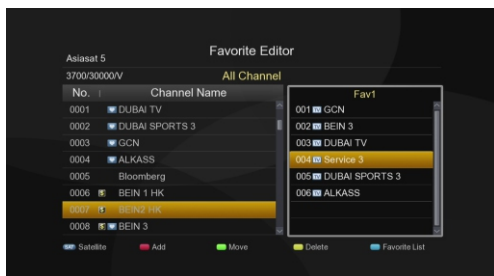 Favorite Editor
Asiasat 5
3700/30000/V All Channel
No. Channel Name Fav1
0001 DUBAI TV
0002 DUBAI SPORTS 3
0003 GCN
0004 ALKASS
0005 Bloomberg
0006 $ BEIN 1 HK
0007 $ BEIN2 HK
0008 $ BEIN 3
001 GCN
002 BEIN 3
003 DUBAI TV
004 Service 3
005 DUBAI SPORTS 3
006 ALKASS
Satellite Add Move Delete Favorite List